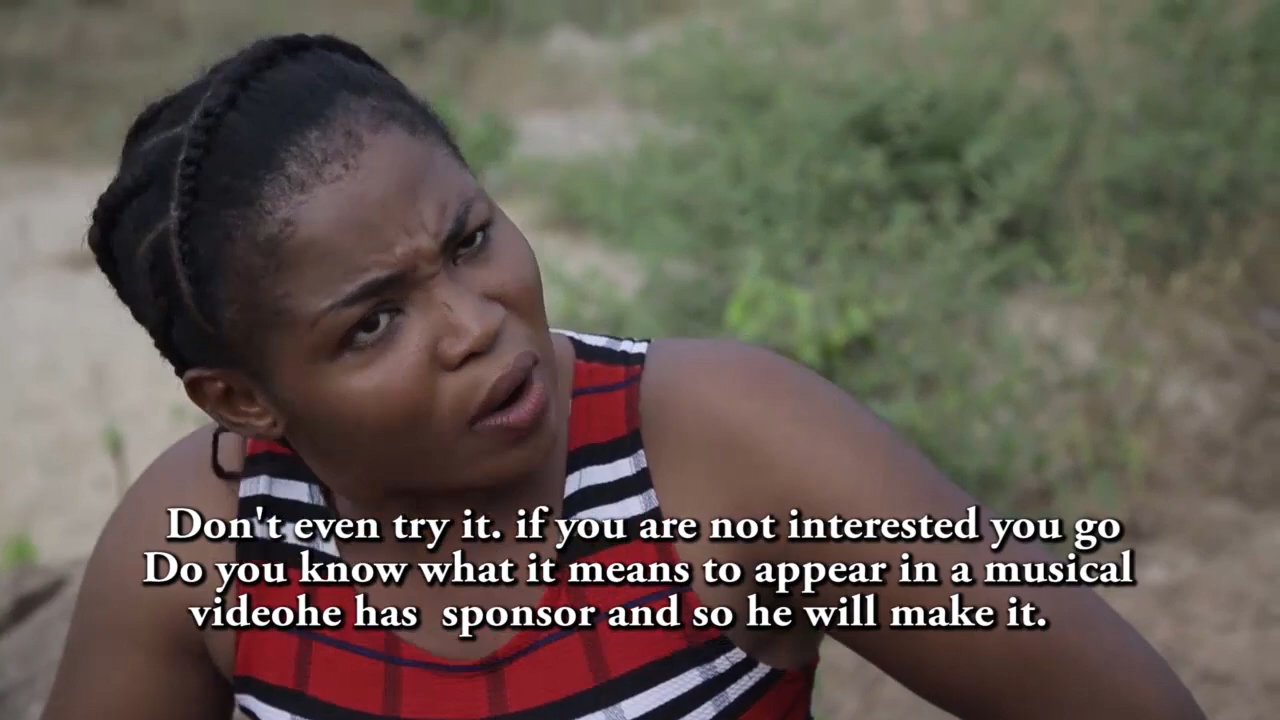 Don't even try it. if you are not interested you go
Do you know what it means to appear in a musical
videohe has  sponsor and so he will make it.